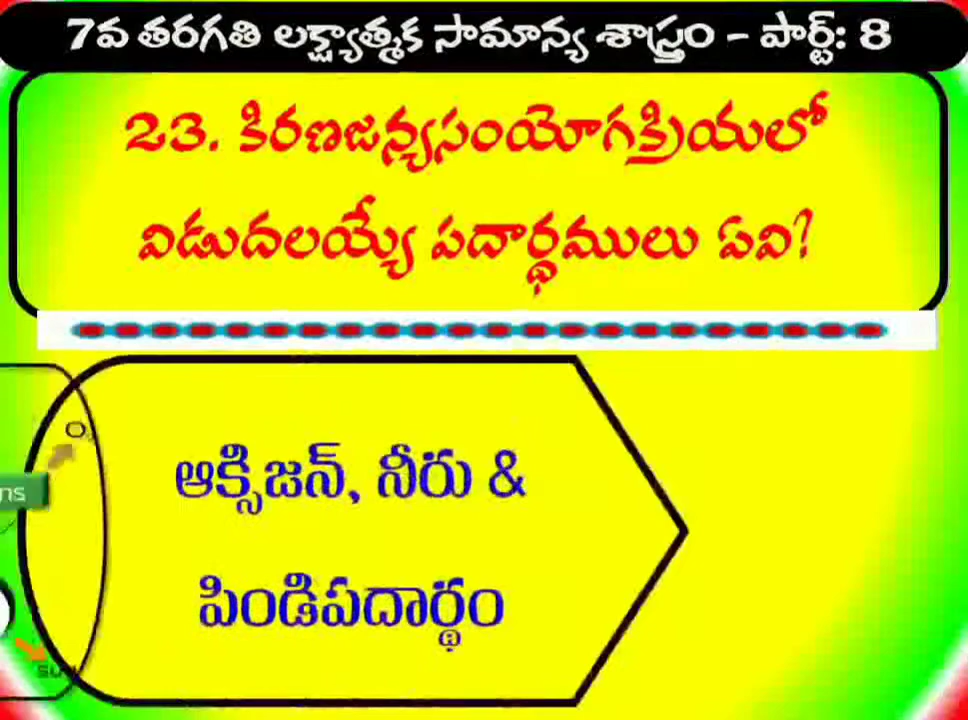 7వ తరగతి లక్ష్యాత్మక సామాన్య శాస్త్రం - పార్ట్: 8
23. కిరణజన్యసంయోగక్రియలో
విడుదలయ్యే పదార్థములు ఏవి?
ఆక్సిజన్, నీరు &
పిండిపదార్థం